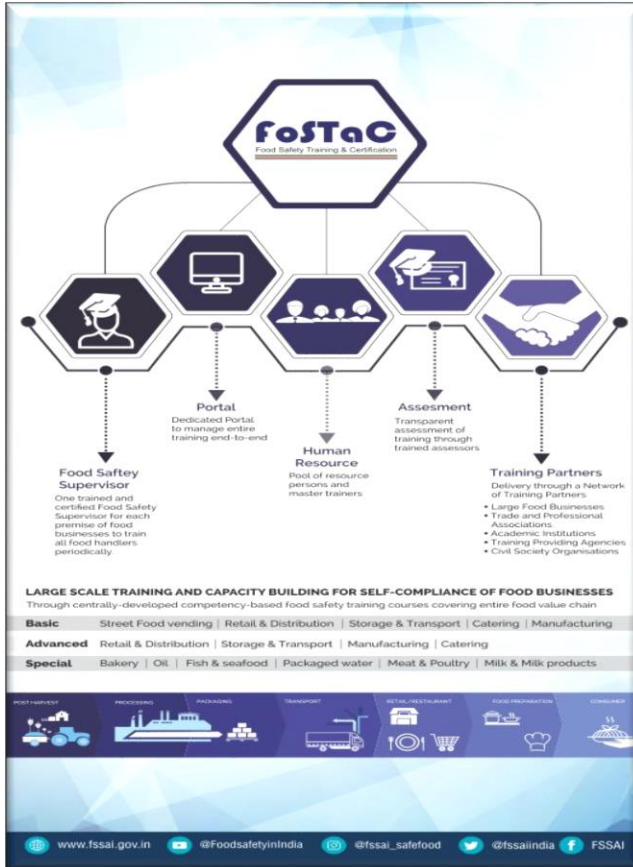 FoSTaC
Food Safety Training & Certification
Portal
Dedicated Portal
to manage entire
training end-to-end
Assesment
Transparent
assessment of
training through
trained assessors
Human
Resource
Pool of resource
persons and
master trainers
Food Saftey
Supervisor
One trained and
certified Food Safety
Supervisor for each
premise of food
businesses to train
all food handlers
periodically.
Training Partners
Delivery through a Network
of Training Partners
• Large Food Businesses
• Trade and Professional
Associations
• Academic Institutions
• Training Providing Agencies
• Civil Society Organisations
LARGE SCALE TRAINING AND CAPACITY BUILDING FOR SELF-COMPLIANCE OF FOOD BUSINESSES
Through centrally-developed competency-based food safety training courses covering entire food value chain
Basic Street Food vending | Retail & Distribution | Storage & Transport | Catering | Manufacturing
Advanced Retail & Distribution | Storage & Transport | Manufacturing | Catering
Special Bakery | Oil | Fish & seafood | Packaged water | Meat & Poultry | Milk & Milk products
POST HARVEST PROCESSING PACKAGING TRANSPORT RETAIL/RESTAURANT FOOD PREPARATION CONSUMER
www.fssai.gov.in @FoodsafetyinIndia @fssai_safefood @fssaiindia FSSAI